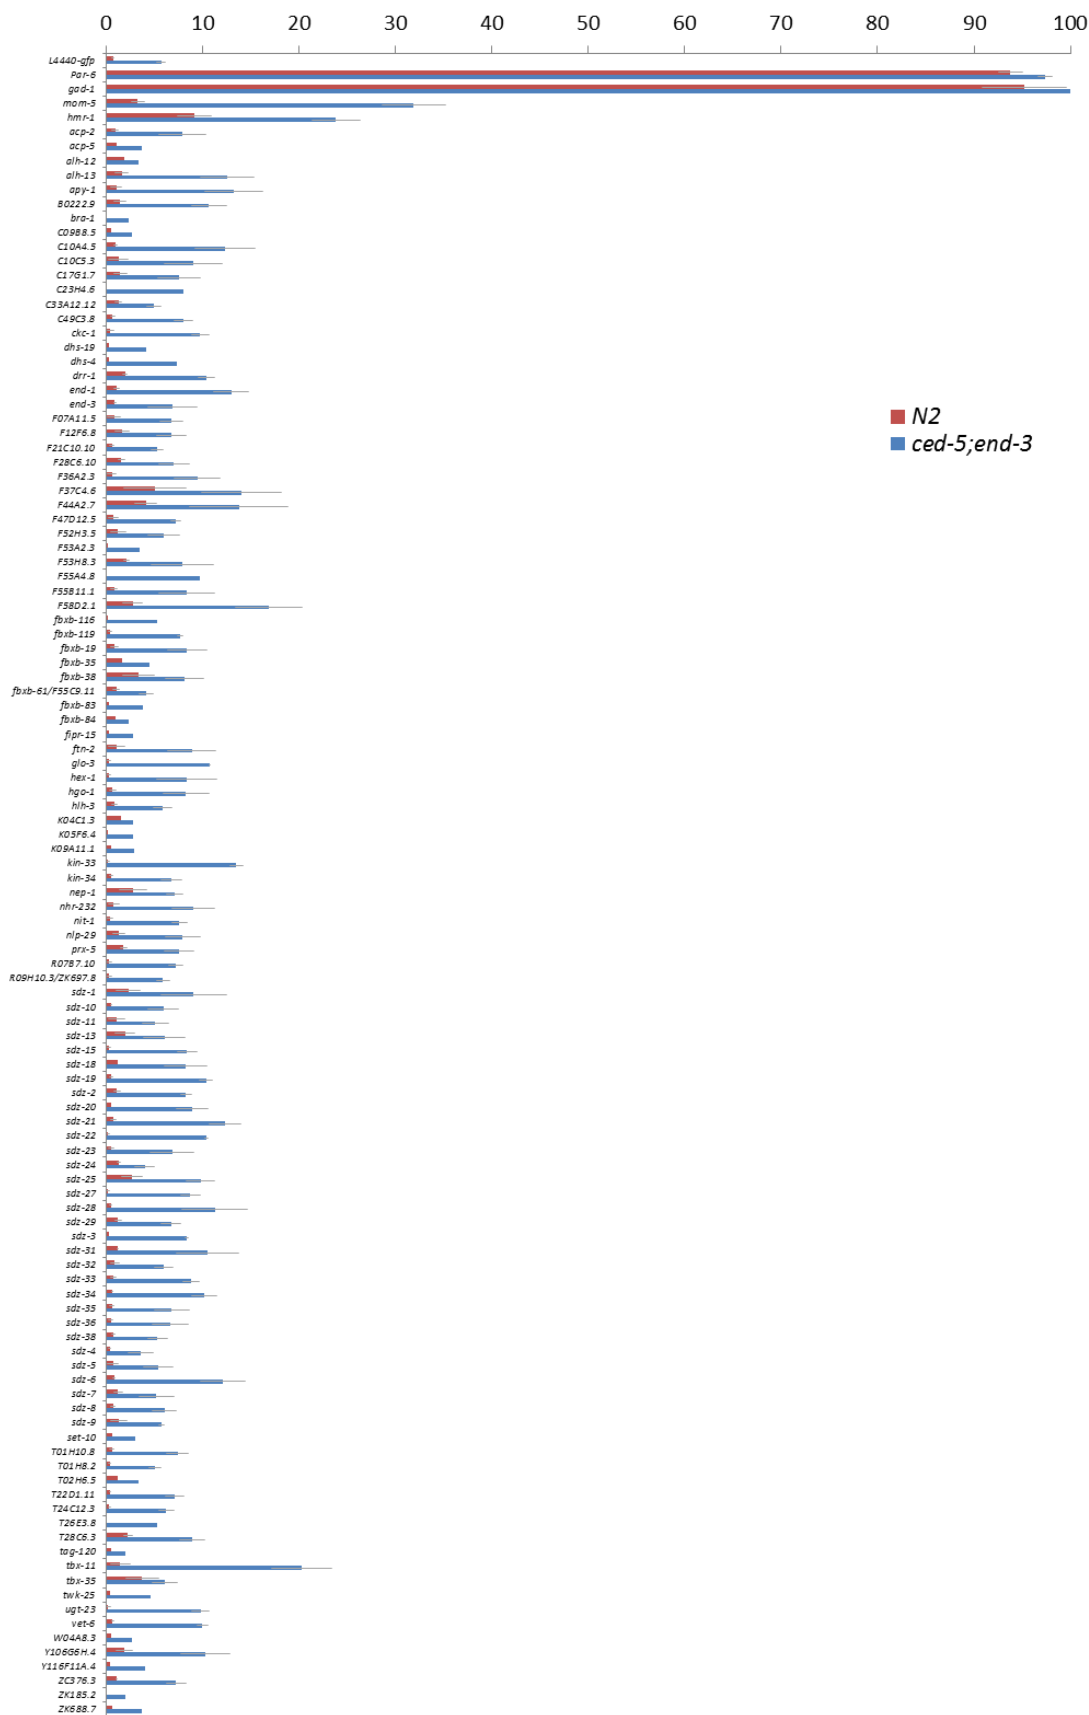 0 10 20 30 40 50 60 70 80 90 100
L4440-gfp
Par-6
gad-1
mom-5
hmr-1
acp-2
acp-5
alh-12
alh-13
apy-1
B0222.9
bra-1
C09B8.5
C10A4.5
C10C5.3
C17G1.7
C23H4.6
C33A12.12
C49C3.8
ckc-1
dhs-19
dhs-4
drr-1
end-1
end-3
F07A11.5
F12F6.8
N2
F21C10.10
ced-5;end-3
F28C6.10
F36A2.3
F37C4.6
F44A2.7
F47D12.5
F52H3.5
F53A2.3
F53H8.3
F55A4.8
F55B11.1
F58D2.1
fbxb-116
fbxb-119
fbxb-19
fbxb-35
fbxb-38
fbxb-61/F55C9.11
fbxb-83
fbxb-84
fipr-15
ftn-2
glo-3
hex-1
hgo-1
hlh-3
K04C1.3
K05F6.4
K09A11.1
kin-33
kin-34
nep-1
nhr-232
nit-1
nlp-29
prx-5
R07B7.10
R09H10.3/ZK697.8
sdz-1
sdz-10
sdz-11
sdz-13
sdz-15
sdz-18
sdz-19
sdz-2
sdz-20
sdz-21
sdz-22
sdz-23
sdz-24
sdz-25
sdz-27
sdz-28
sdz-29
sdz-3
sdz-31
sdz-32
sdz-33
sdz-34
sdz-35
sdz-36
sdz-38
sdz-4
sdz-5
sdz-6
sdz-7
sdz-8
sdz-9
set-10
T01H10.8
T01H8.2
T02H6.5
T22D1.11
T24C12.3
T26E3.8
T28C6.3
tag-120
tbx-11
tbx-35
twk-25
ugt-23
vet-6
W04A8.3
Y106G6H.4
Y116F11A.4
ZC376.3
ZK185.2
ZK688.7